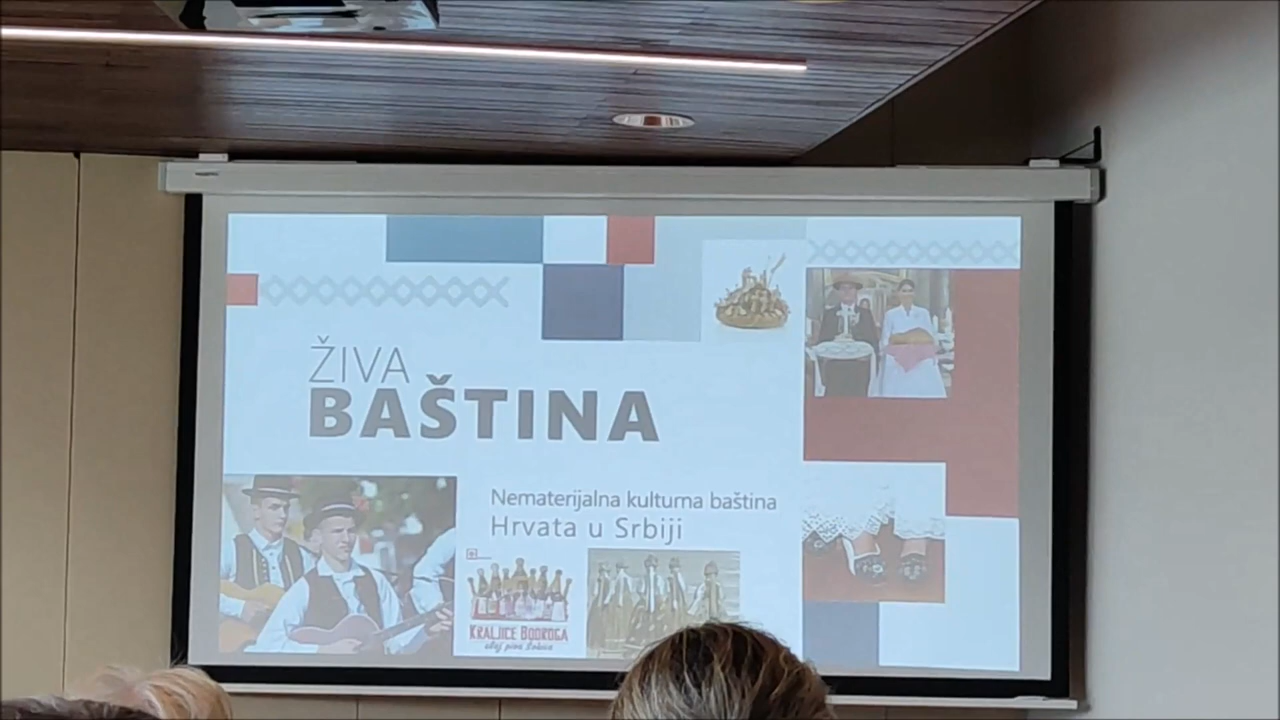 ŽIVA
BAŠTINA
Nematerijalna kulturna baština
Hrvata u Srbiji
KRALJICE BODROGA